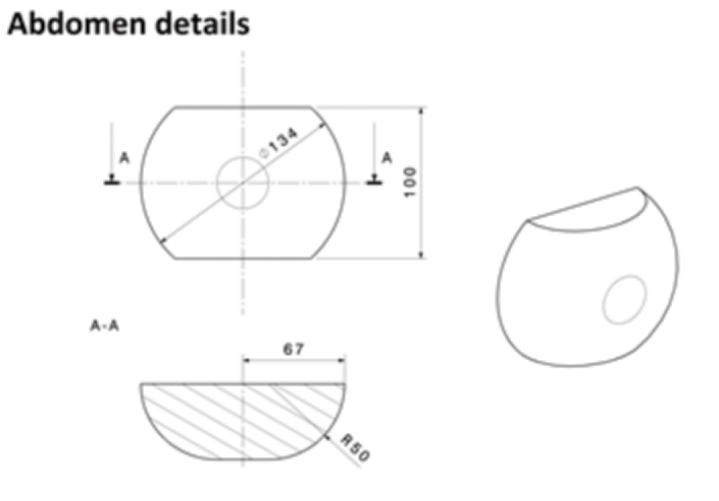 Abdomen details
A
A
⌀134
100
A-A
67
R50